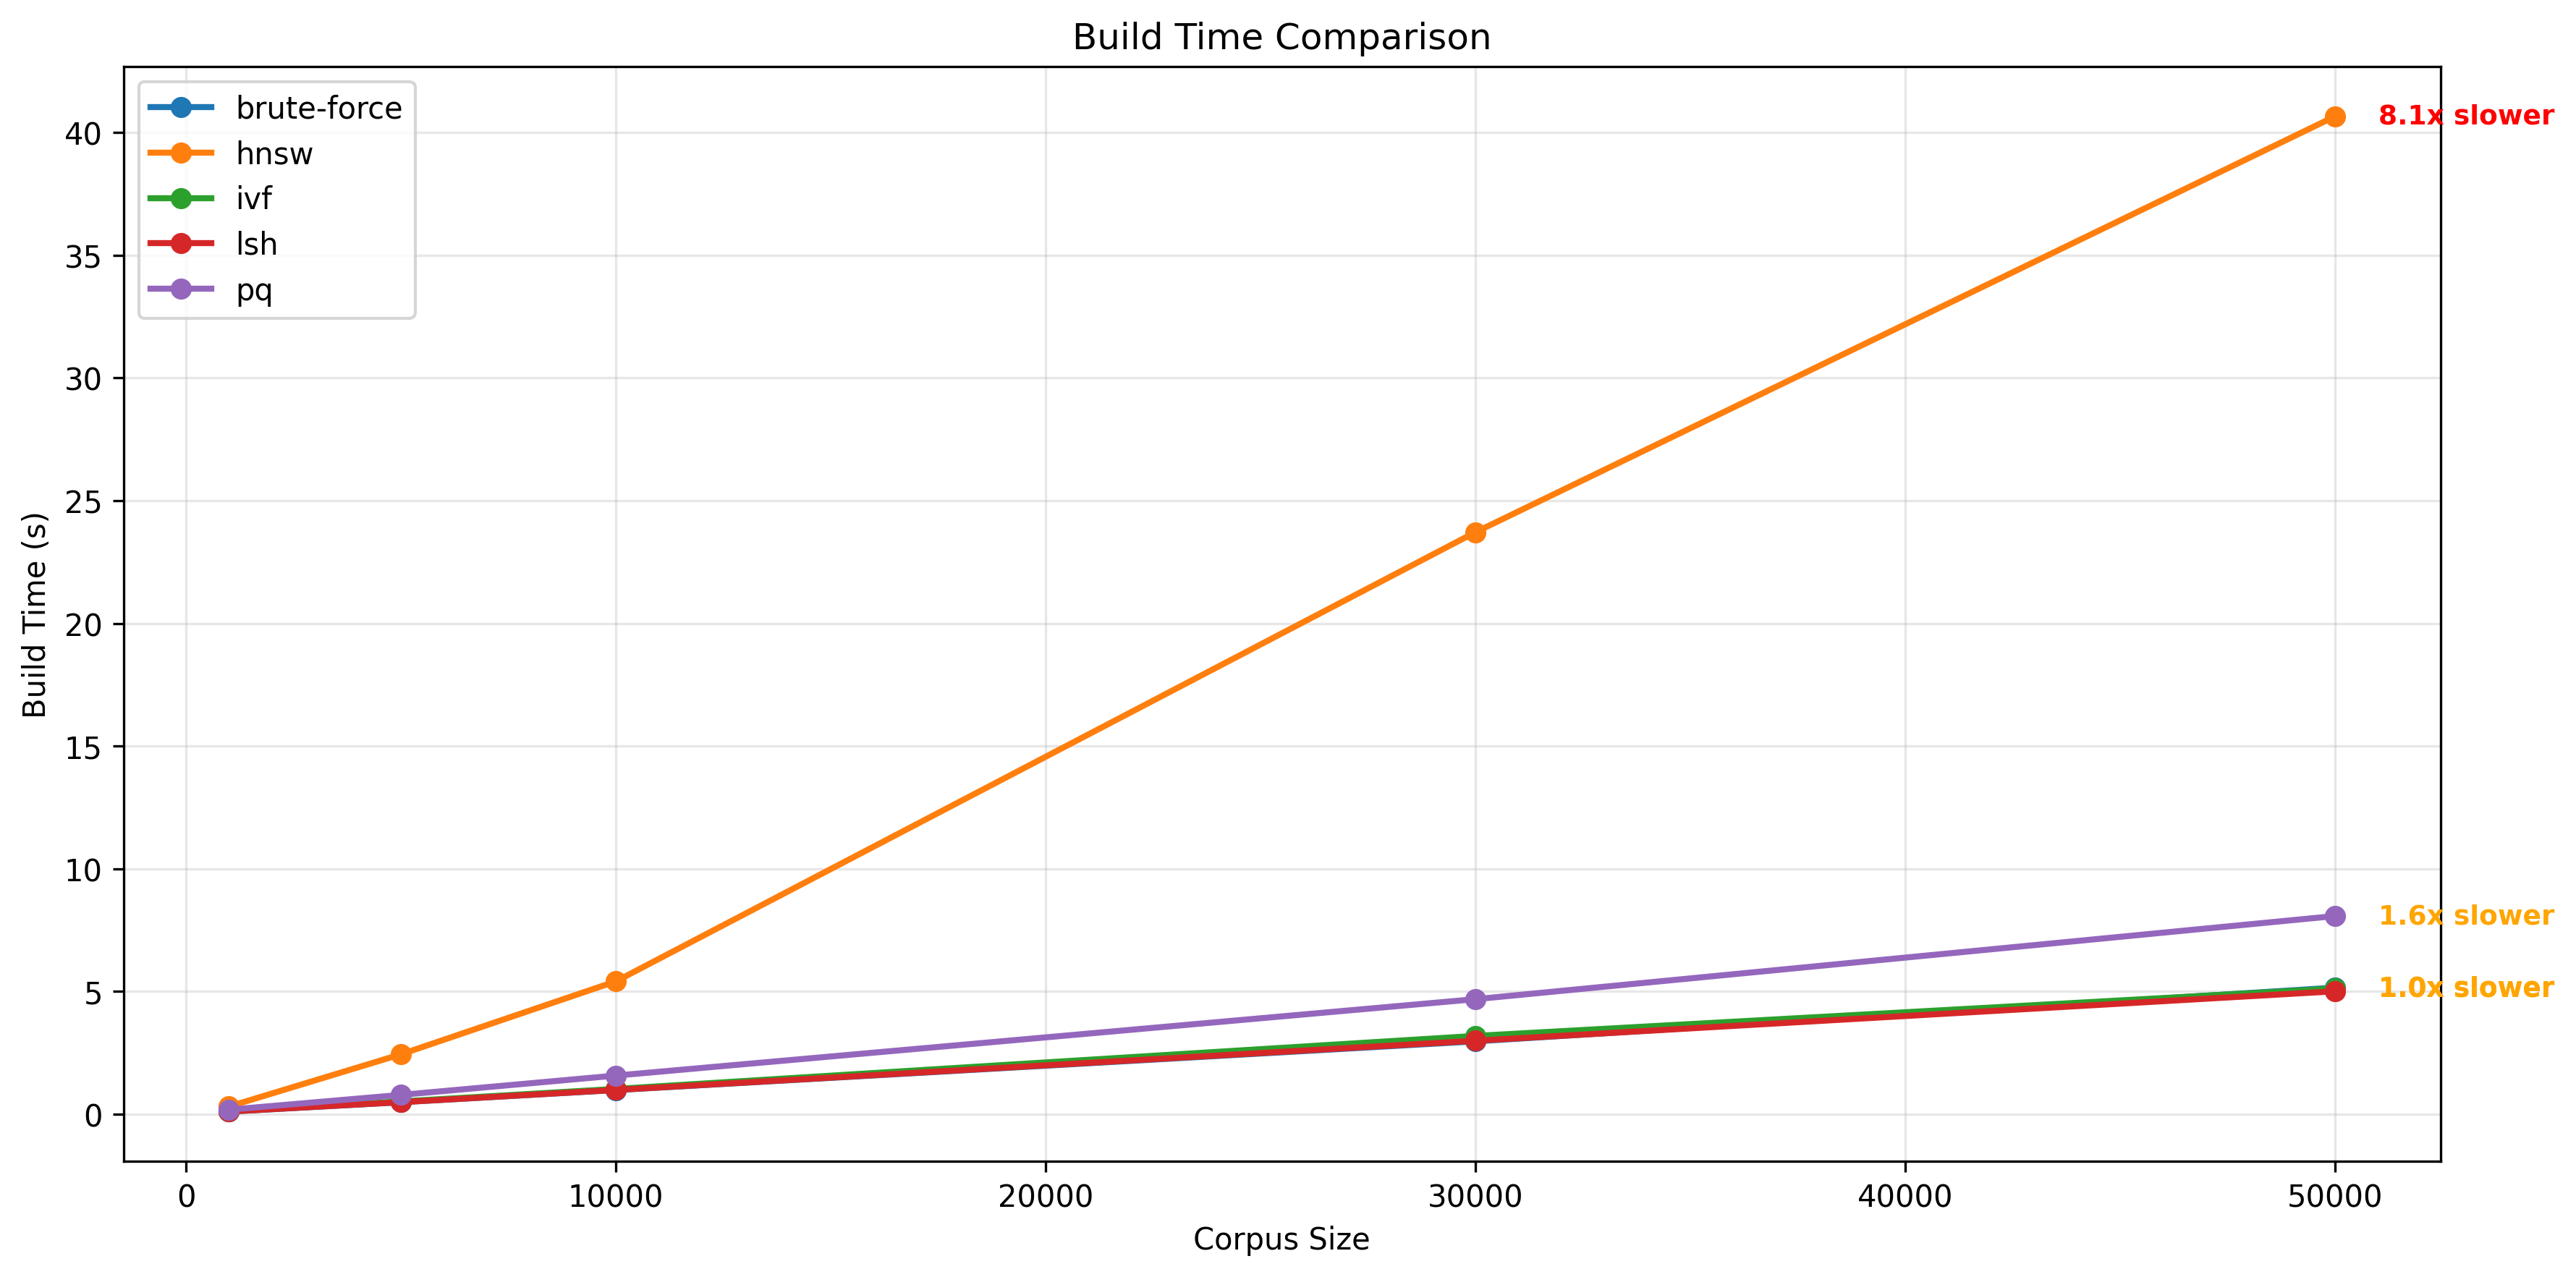 Build Time Comparison
brute-force
hnsw
ivf
lsh
pq
8.1x slower
1.6x slower
1.0x slower
Build Time (s)
40
35
30
25
20
15
10
5
0
0 10000 20000 30000 40000 50000
Corpus Size